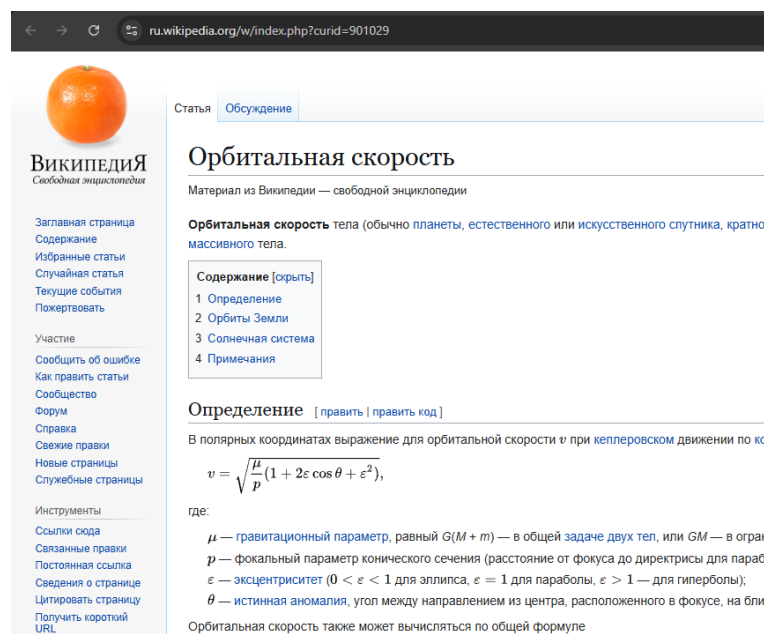 ru.wikipedia.org/w/index.php?curid=901029
ВИКИПЕДИЯ
Свободная энциклопедия
Заглавная страница
Содержание
Избранные статьи
Случайная статья
Текущие события
Пожертвовать
Участие
Сообщить об ошибке
Как править статьи
Сообщество
Форум
Справка
Свежие правки
Новые страницы
Служебные страницы
Инструменты
Ссылки сюда
Связанные правки
Постоянная ссылка
Сведения о странице
Цитировать страницу
Получить короткий
URL
Статья Обсуждение
Орбитальная скорость
Материал из Википедии — свободной энциклопедии
Орбитальная скорость тела (обычно планеты, естественного или искусственного спутника, кратно
массивного тела.
Содержание [скрыть]
1 Определение
2 Орбиты Земли
3 Солнечная система
4 Примечания
Определение [ править | править код ]
В полярных координатах выражение для орбитальной скорости v при кеплеровском движении по ко
v = √(μ/p (1 + 2ε cos θ + ε²)),
где:
μ — гравитационный параметр, равный G(M + m) — в общей задаче двух тел, или GM — в огран
p — фокальный параметр конического сечения (расстояние от фокуса до директрисы для параб
ε — эксцентриситет (0 < ε < 1 для эллипса, ε = 1 для параболы, ε > 1 — для гиперболы);
θ — истинная аномалия, угол между направлением из центра, расположенного в фокусе, на бли
Орбитальная скорость также может вычисляться по общей формуле